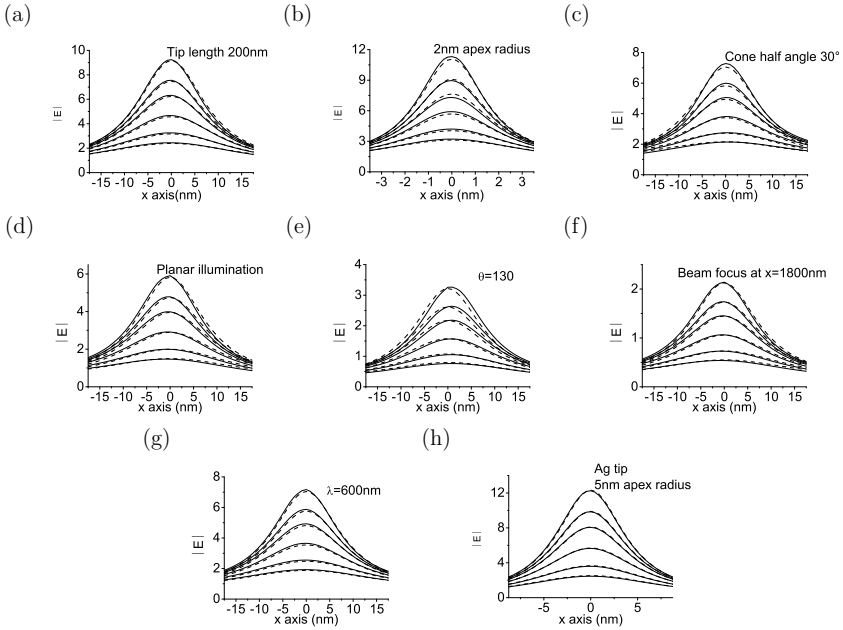 (a)
Tip length 200nm
10
8
6
4
2
0
| E |
-15 -10 -5 0 5 10 15
x axis(nm)
(b)
2nm apex radius
12
9
6
3
0
| E |
-3 -2 -1 0 1 2 3
x axis (nm)
(c)
Cone half angle 30°
8
6
4
2
0
| E |
-15 -10 -5 0 5 10 15
x axis (nm)
(d)
Planar illumination
6
4
2
0
| E |
-15 -10 -5 0 5 10 15
x axis (nm)
(e)
θ=130
4
3
2
1
0
| E |
-15 -10 -5 0 5 10 15
x axis (nm)
(f)
Beam focus at x=1800nm
2
1
0
| E |
-15 -10 -5 0 5 10 15
x axis (nm)
(g)
λ=600nm
8
6
4
2
0
| E |
-15 -10 -5 0 5 10 15
x axis (nm)
(h)
Ag tip
5nm apex radius
12
8
4
0
| E |
-5 0 5
x axis (nm)